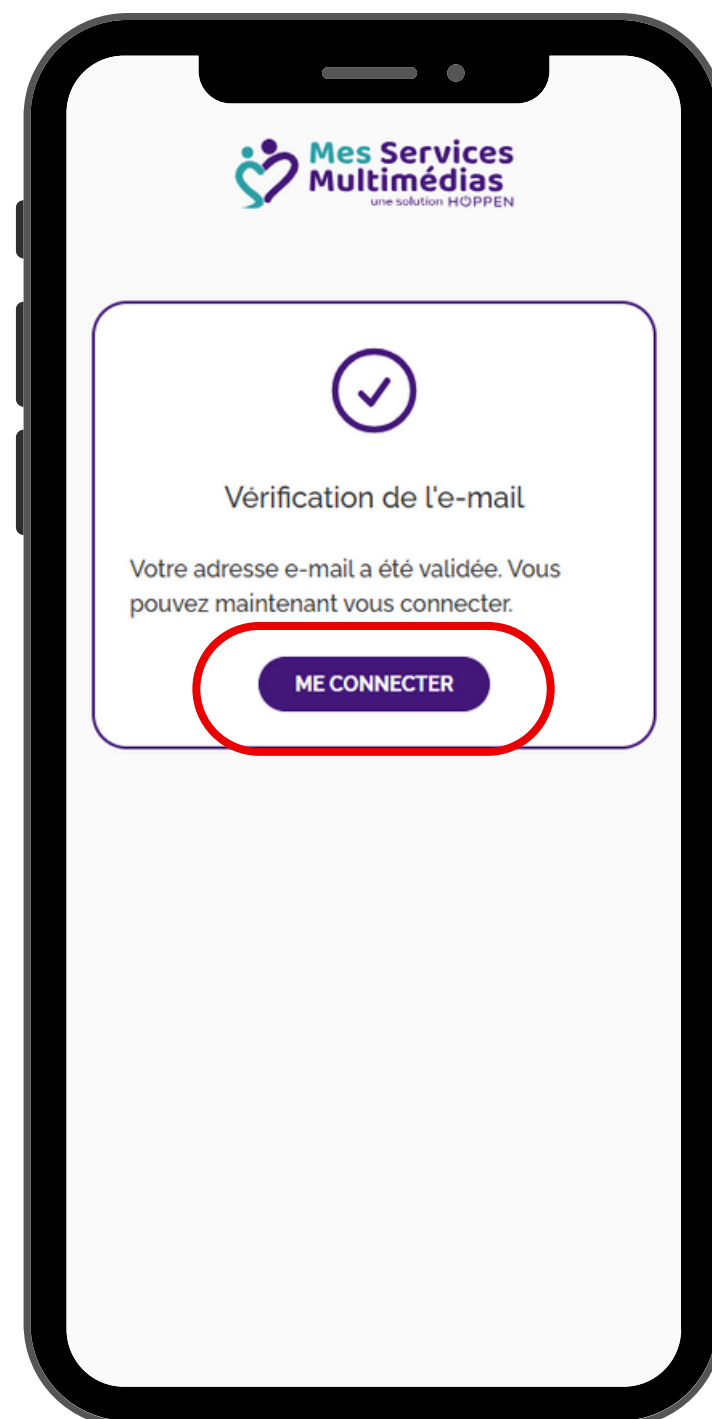 Mes Services
Multimédias
une solution HOPPEN
Vérification de l'e-mail
Votre adresse e-mail a été validée. Vous
pouvez maintenant vous connecter.
ME CONNECTER